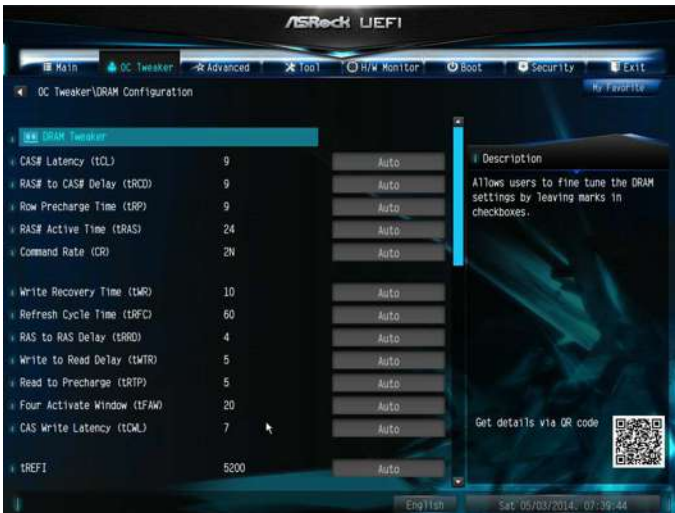 ASRock UEFI
Main OC Tweaker Advanced Tool H/W Monitor Boot Security Exit
My Favorite
OC Tweaker\DRAM Configuration
DRAM Tweaker
CAS# Latency (tCL) 9 Auto
RAS# to CAS# Delay (tRCD) 9 Auto
Row Precharge Time (tRP) 9 Auto
RAS# Active Time (tRAS) 24 Auto
Command Rate (CR) 2N Auto
Write Recovery Time (tWR) 10 Auto
Refresh Cycle Time (tRFC) 60 Auto
RAS to RAS Delay (tRRD) 4 Auto
Write to Read Delay (tWTR) 5 Auto
Read to Precharge (tRTP) 5 Auto
Four Activate Window (tFAW) 20 Auto
CAS Write Latency (tCWL) 7 Auto
tREFI 5200 Auto
Description
Allows users to fine tune the DRAM
settings by leaving marks in
checkboxes.
Get details via QR code
English
Sat 05/03/2014, 07:39:44